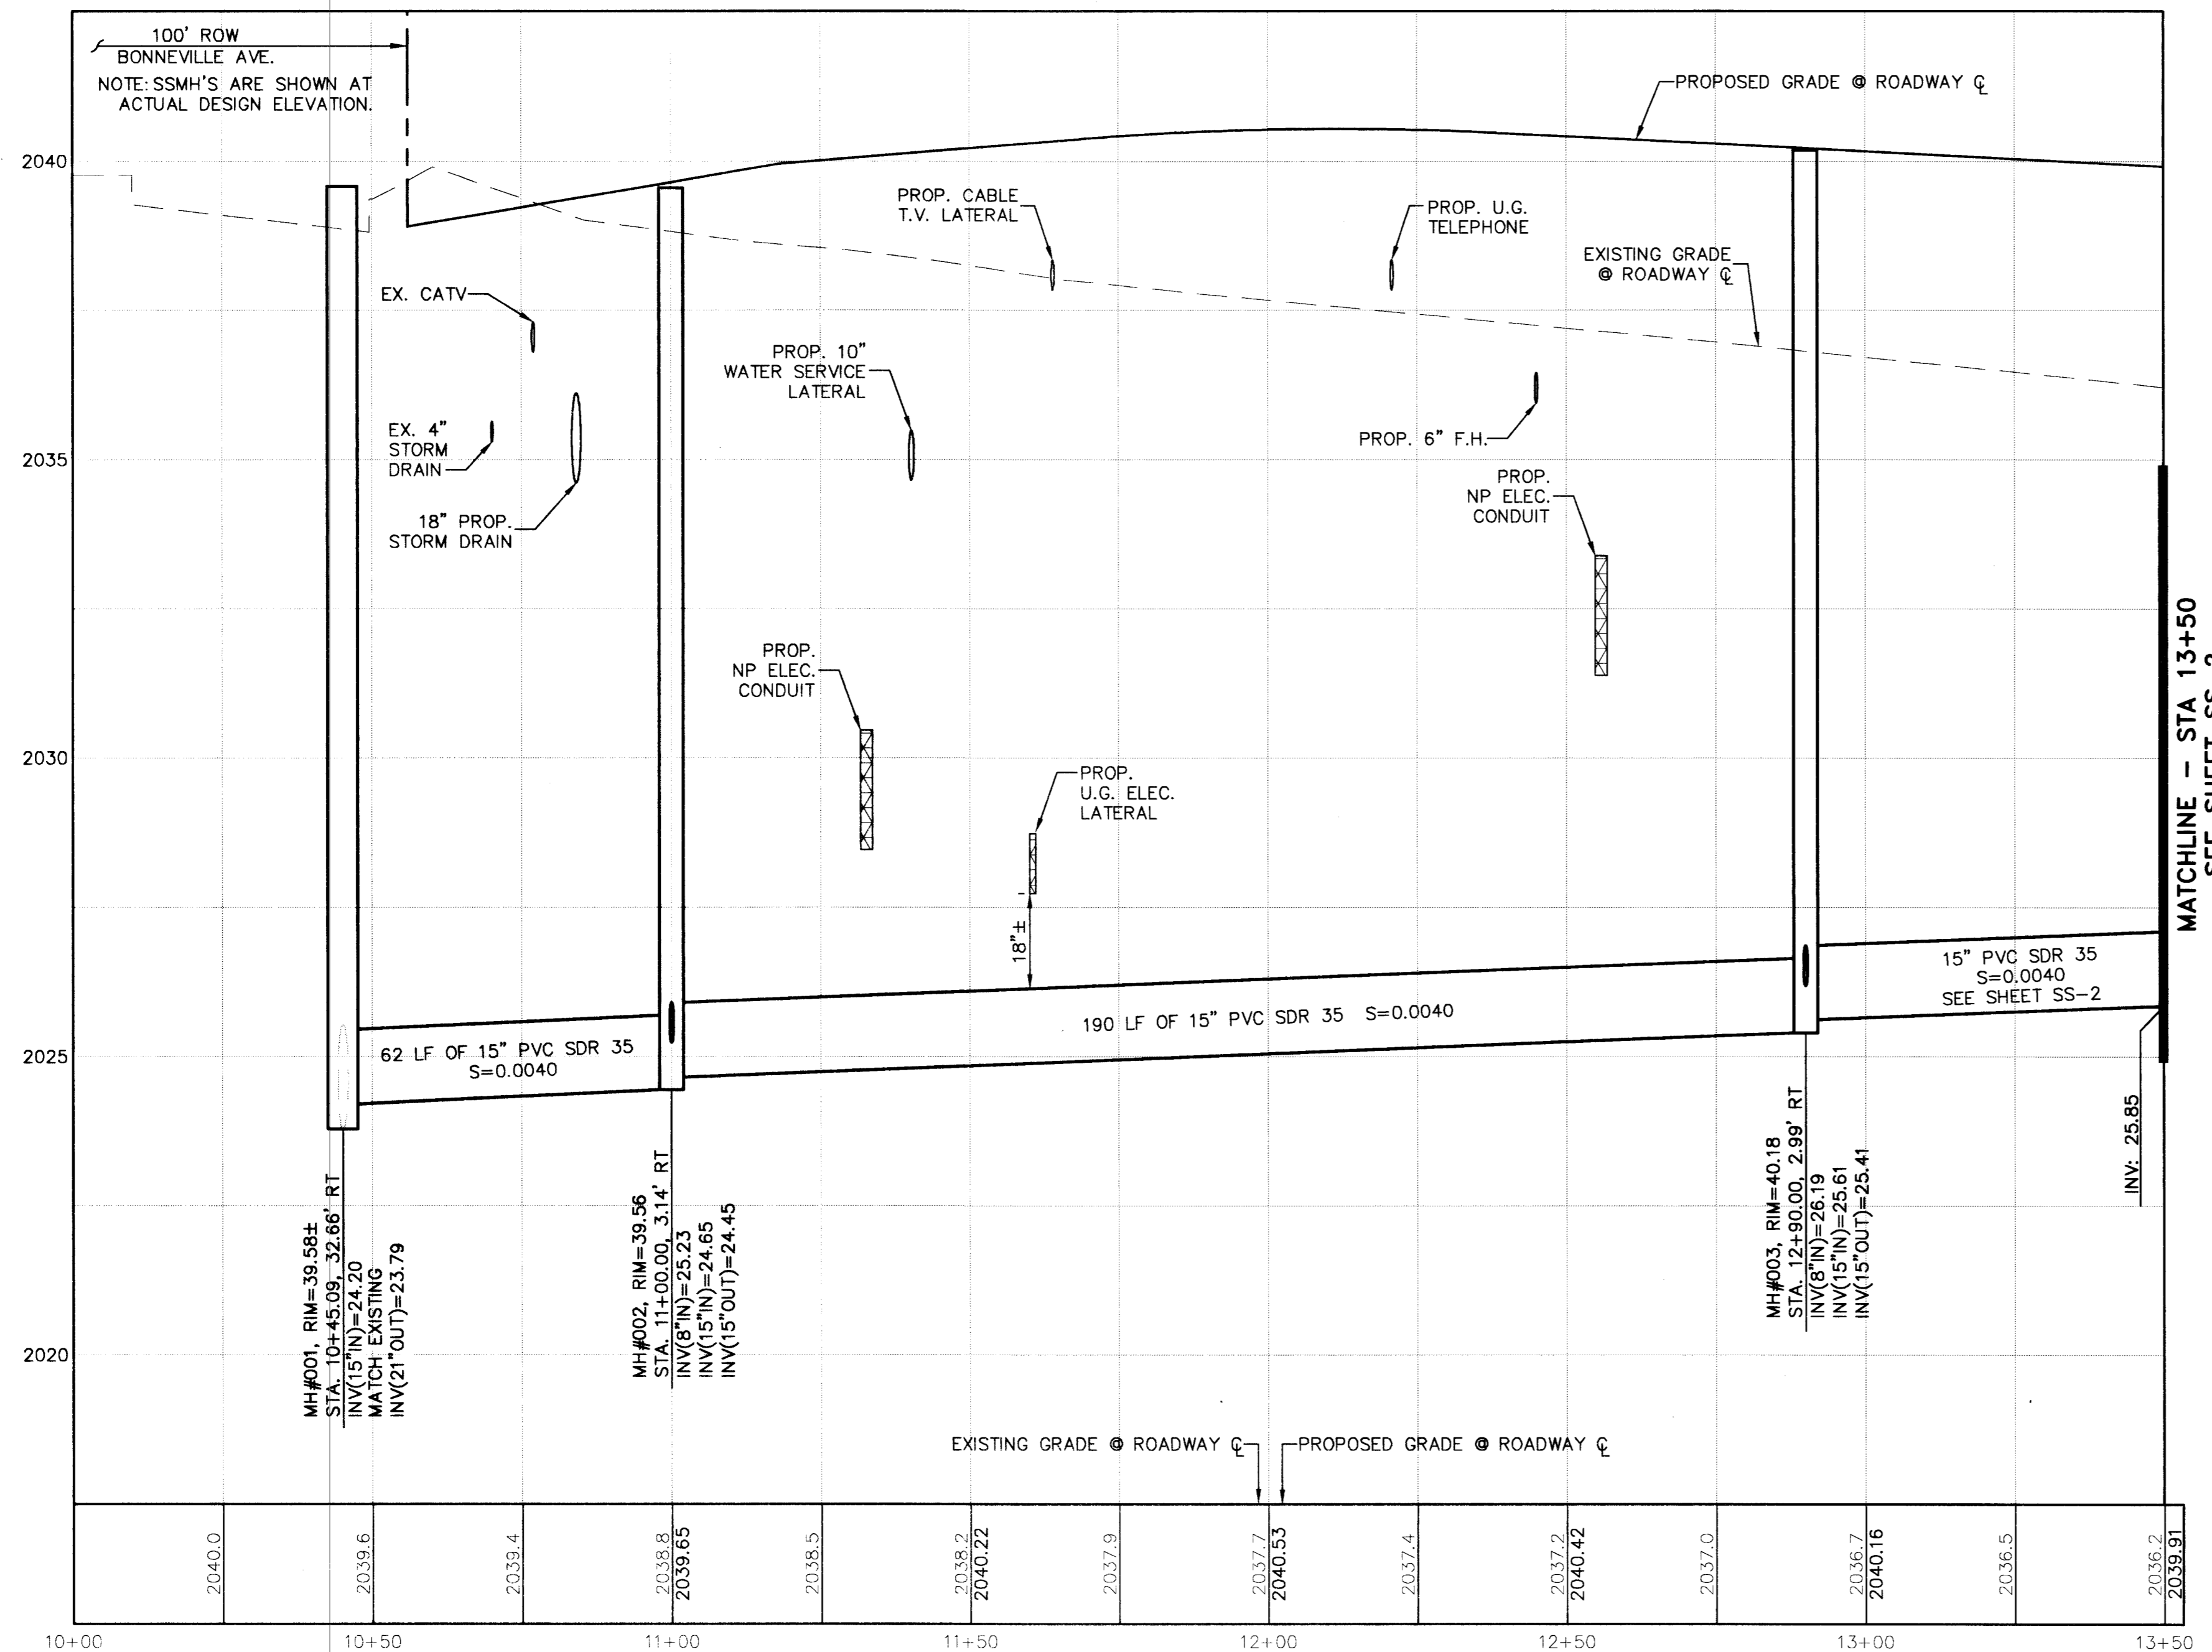 100' ROW
BONNEVILLE AVE.
NOTE: SSMH'S ARE SHOWN AT
ACTUAL DESIGN ELEVATION.
PROPOSED GRADE @ ROADWAY ℄
2040
PROP. CABLE
T.V. LATERAL
PROP. U.G.
TELEPHONE
EXISTING GRADE
@ ROADWAY ℄
EX. CATV
PROP. 10"
WATER SERVICE
LATERAL
EX. 4"
STORM
DRAIN
PROP. 6" F.H.
2035
18" PROP.
STORM DRAIN
PROP.
NP ELEC.
CONDUIT
PROP.
NP ELEC.
CONDUIT
2030
PROP.
U.G. ELEC.
LATERAL
18"±
MATCHLINE - STA 13+50
15" PVC SDR 35
S=0.0040
SEE SHEET SS-2
190 LF OF 15" PVC SDR 35 S=0.0040
62 LF OF 15" PVC SDR 35
S=0.0040
2025
MH#001, RIM=39.58±
STA. 10+45.09, 32.66' RT
INV(15"IN)=24.20
MATCH EXISTING
INV(21"OUT)=23.79
MH#002, RIM=39.56
STA. 11+00.00, 3.14' RT
INV(8"IN)=25.23
INV(15"IN)=24.65
INV(15"OUT)=24.45
MH#003, RIM=40.18
STA. 12+90.00, 2.99' RT
INV(8"IN)=26.19
INV(15"IN)=25.61
INV(15"OUT)=25.41
INV: 25.85
2020
EXISTING GRADE @ ROADWAY ℄
PROPOSED GRADE @ ROADWAY ℄
2040.0
2039.6
2039.4
2038.8
2039.65
2038.5
2038.2
2040.22
2037.9
2037.7
2040.53
2037.4
2037.2
2040.42
2037.0
2036.7
2040.16
2036.5
2036.2
2039.91
10+00
10+50
11+00
11+50
12+00
12+50
13+00
13+50